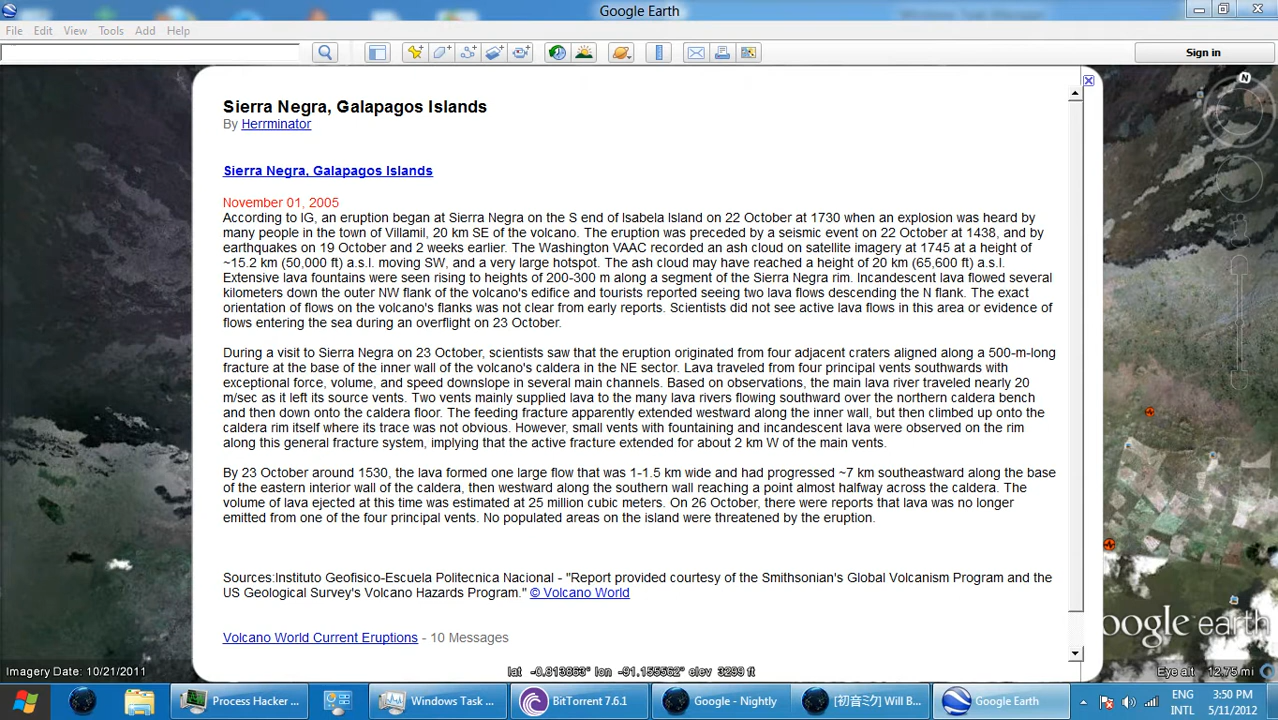 Google Earth
File Edit View Tools Add Help
Sign in
N
Sierra Negra, Galapagos Islands
By Herrminator
Sierra Negra, Galapagos Islands
November 01, 2005
According to IG, an eruption began at Sierra Negra on the S end of Isabela Island on 22 October at 1730 when an explosion was heard by
many people in the town of Villamil, 20 km SE of the volcano. The eruption was preceded by a seismic event on 22 October at 1438, and by
earthquakes on 19 October and 2 weeks earlier. The Washington VAAC recorded an ash cloud on satellite imagery at 1745 at a height of
~15.2 km (50,000 ft) a.s.l. moving SW, and a very large hotspot. The ash cloud may have reached a height of 20 km (65,600 ft) a.s.l.
Extensive lava fountains were seen rising to heights of 200-300 m along a segment of the Sierra Negra rim. Incandescent lava flowed several
kilometers down the outer NW flank of the volcano's edifice and tourists reported seeing two lava flows descending the N flank. The exact
orientation of flows on the volcano's flanks was not clear from early reports. Scientists did not see active lava flows in this area or evidence of
flows entering the sea during an overflight on 23 October.
During a visit to Sierra Negra on 23 October, scientists saw that the eruption originated from four adjacent craters aligned along a 500-m-long
fracture at the base of the inner wall of the volcano's caldera in the NE sector. Lava traveled from four principal vents southwards with
exceptional force, volume, and speed downslope in several main channels. Based on observations, the main lava river traveled nearly 20
m/sec as it left its source vents. Two vents mainly supplied lava to the many lava rivers flowing southward over the northern caldera bench
and then down onto the caldera floor. The feeding fracture apparently extended westward along the inner wall, but then climbed up onto the
caldera rim itself where its trace was not obvious. However, small vents with fountaining and incandescent lava were observed on the rim
along this general fracture system, implying that the active fracture extended for about 2 km W of the main vents.
By 23 October around 1530, the lava formed one large flow that was 1-1.5 km wide and had progressed ~7 km southeastward along the base
of the eastern interior wall of the caldera, then westward along the southern wall reaching a point almost halfway across the caldera. The
volume of lava ejected at this time was estimated at 25 million cubic meters. On 26 October, there were reports that lava was no longer
emitted from one of the four principal vents. No populated areas on the island were threatened by the eruption.
Sources:Instituto Geofisico-Escuela Politecnica Nacional - "Report provided courtesy of the Smithsonian's Global Volcanism Program and the
US Geological Survey's Volcano Hazards Program." © Volcano World
Volcano World Current Eruptions - 10 Messages
oogle earth
Imagery Date: 10/21/2011 lat -0.813863° lon -91.155562° elev 3299 ft Eye alt 12.75 mi
Process Hacker ... Windows Task ... BitTorrent 7.6.1 Google - Nightly [初音ミク] Will B... Google Earth ENG 3:50 PM
INTL 5/11/2012